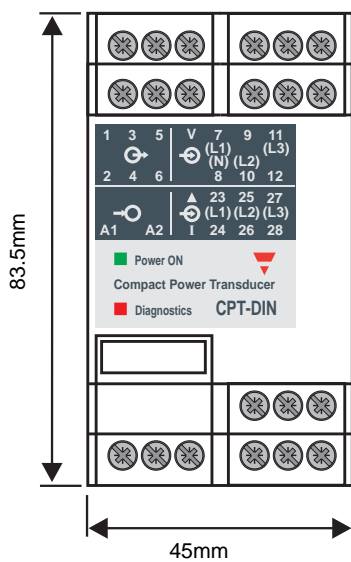 83.5mm
1 3 5 V 7 9 11
(L1) (L3)
(N) (L2)
2 4 6 8 10 12
▲ 23 25 27
(L1) (L2) (L3)
A1 A2 I 24 26 28
Power ON
Compact Power Transducer
Diagnostics CPT-DIN
45mm